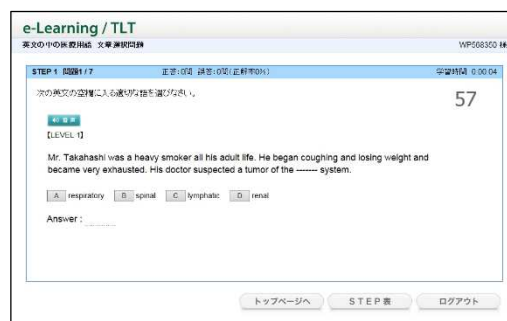 e-Learning / TLT
英文の中の医療用語 文章選択問題
WP568350 様
STEP 1 問題1 / 7 正答:0問 誤答:0問(正解率0%) 学習時間 0:00:04
次の英文の空欄に入る適切な語を選びなさい。
57
音声
【LEVEL 1】
Mr. Takahashi was a heavy smoker all his adult life. He began coughing and losing weight and
became very exhausted. His doctor suspected a tumor of the ------- system.
A respiratory B spinal C lymphatic D renal
Answer :
トップページへ STEP表 ログアウト